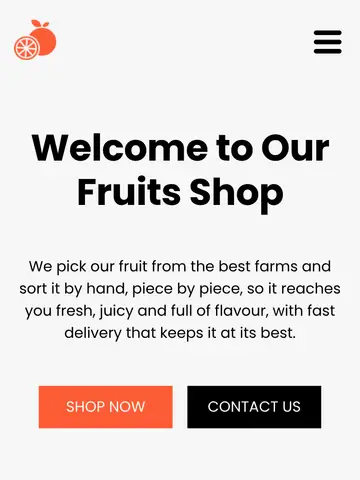 Welcome to Our
Fruits Shop
We pick our fruit from the best farms and
sort it by hand, piece by piece, so it reaches
you fresh, juicy and full of flavour, with fast
delivery that keeps it at its best.
SHOP NOW
CONTACT US